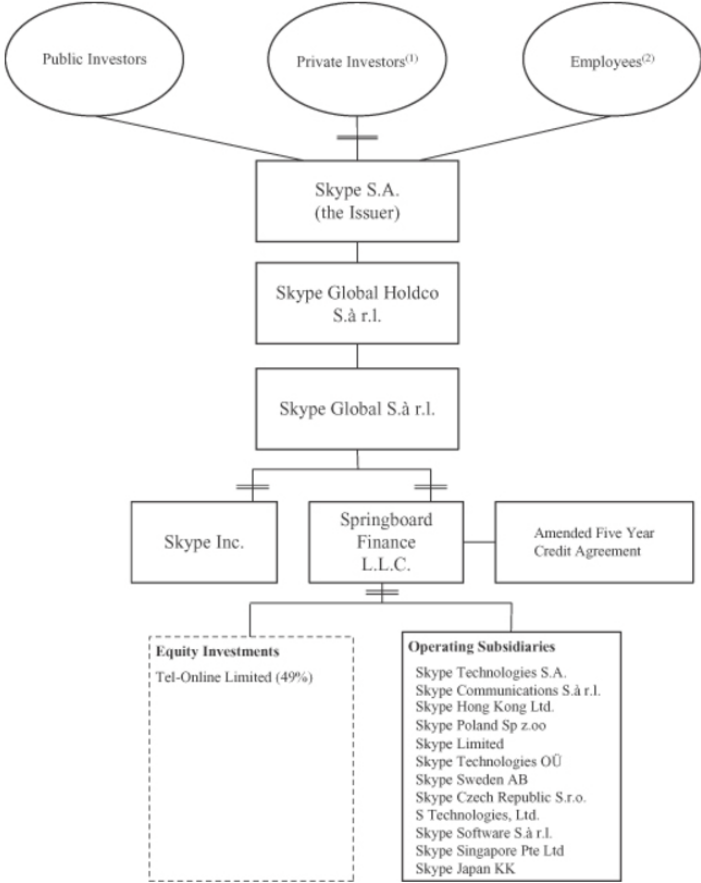 Public Investors
Private Investors(1)
Employees(2)
Skype S.A.
(the Issuer)
Skype Global Holdco
S.à r.l.
Skype Global S.à r.l.
Skype Inc.
Springboard
Finance
L.L.C.
Amended Five Year
Credit Agreement
Equity Investments
Tel-Online Limited (49%)
Operating Subsidiaries
Skype Technologies S.A.
Skype Communications S.à r.l.
Skype Hong Kong Ltd.
Skype Poland Sp z.oo
Skype Limited
Skype Technologies OÜ
Skype Sweden AB
Skype Czech Republic S.r.o.
S Technologies, Ltd.
Skype Software S.à r.l.
Skype Singapore Pte Ltd
Skype Japan KK